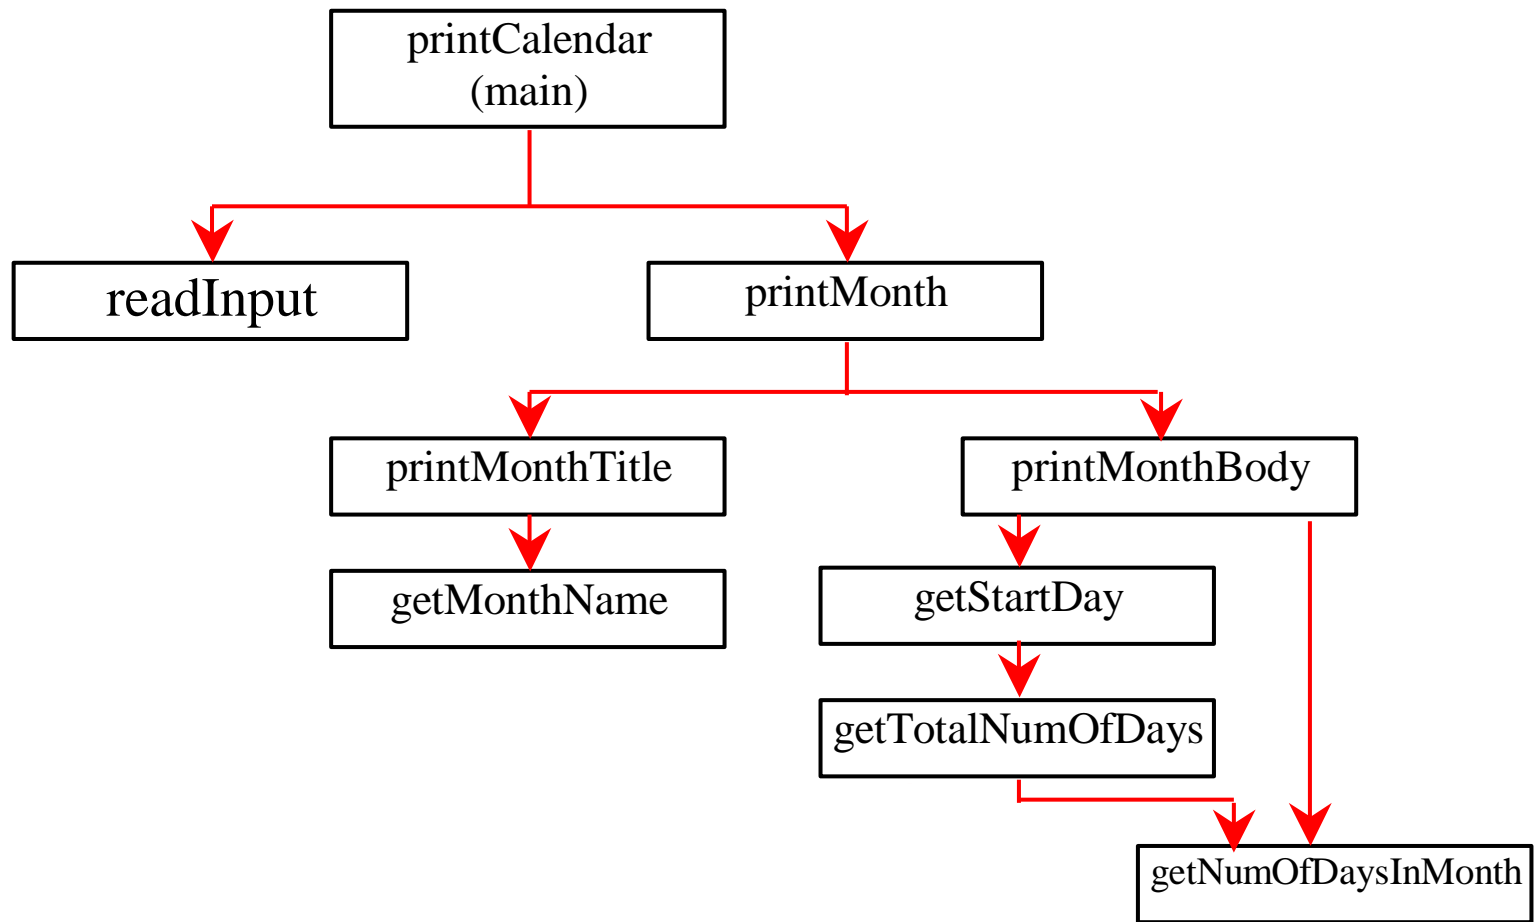 printCalendar
(main)
readInput
printMonth
printMonthTitle
printMonthBody
getMonthName
getStartDay
getTotalNumOfDays
getNumOfDaysInMonth